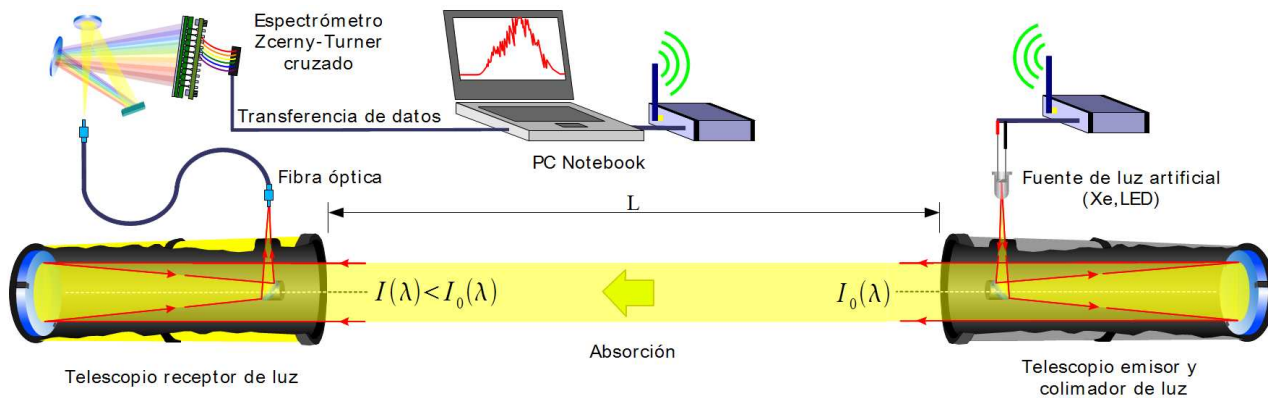 Espectrómetro
Zcerny-Turner
cruzado
Transferencia de datos
PC Notebook
Fibra óptica
Fuente de luz artificial
(Xe,LED)
L
I(λ)<I₀(λ)
I₀(λ)
Absorción
Telescopio receptor de luz
Telescopio emisor y
colimador de luz